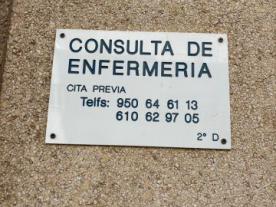 CONSULTA DE
ENFERMERIA
CITA PREVIA
Telfs: 950 64 61 13
610 62 97 05
2º D